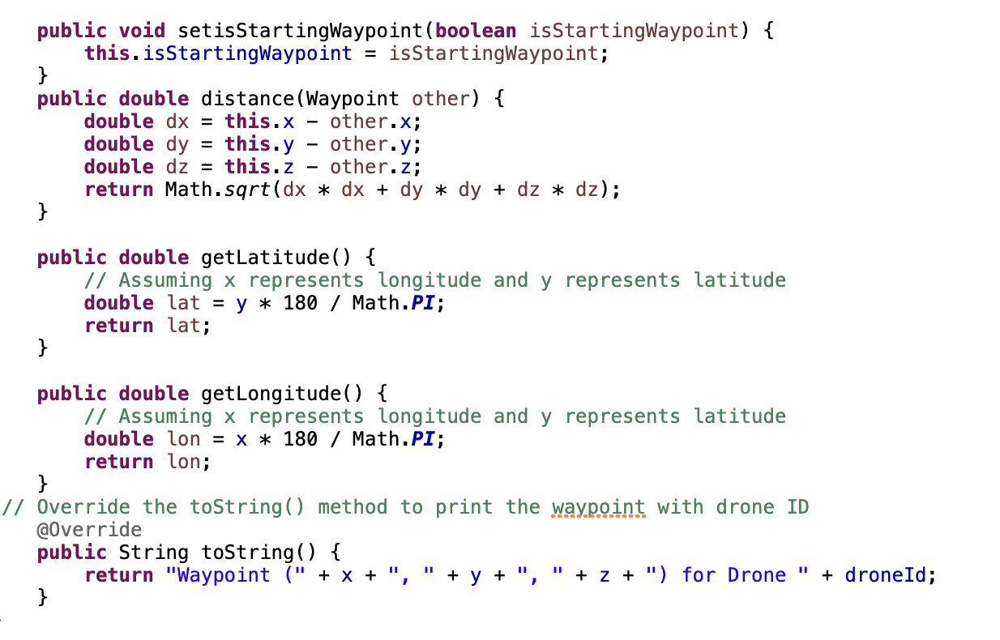 public void setisStartingWaypoint(boolean isStartingWaypoint) {
this.isStartingWaypoint = isStartingWaypoint;
}
public double distance(Waypoint other) {
double dx = this.x - other.x;
double dy = this.y - other.y;
double dz = this.z - other.z;
return Math.sqrt(dx * dx + dy * dy + dz * dz);
}
public double getLatitude() {
// Assuming x represents longitude and y represents latitude
double lat = y * 180 / Math.PI;
return lat;
}
public double getLongitude() {
// Assuming x represents longitude and y represents latitude
double lon = x * 180 / Math.PI;
return lon;
}
// Override the toString() method to print the waypoint with drone ID
@Override
public String toString() {
return "Waypoint (" + x + ", " + y + ", " + z + ") for Drone " + droneId;
}